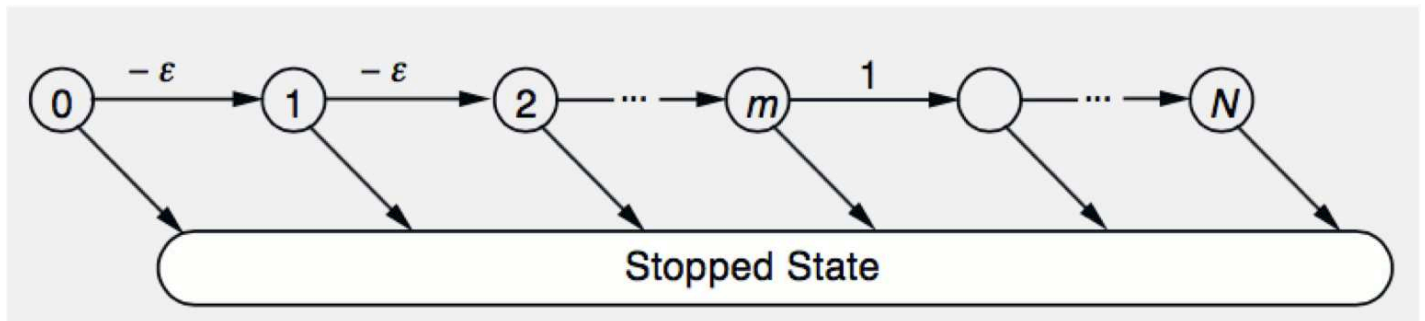 − ε − ε 1
0 1 2 ... m ... N
Stopped State